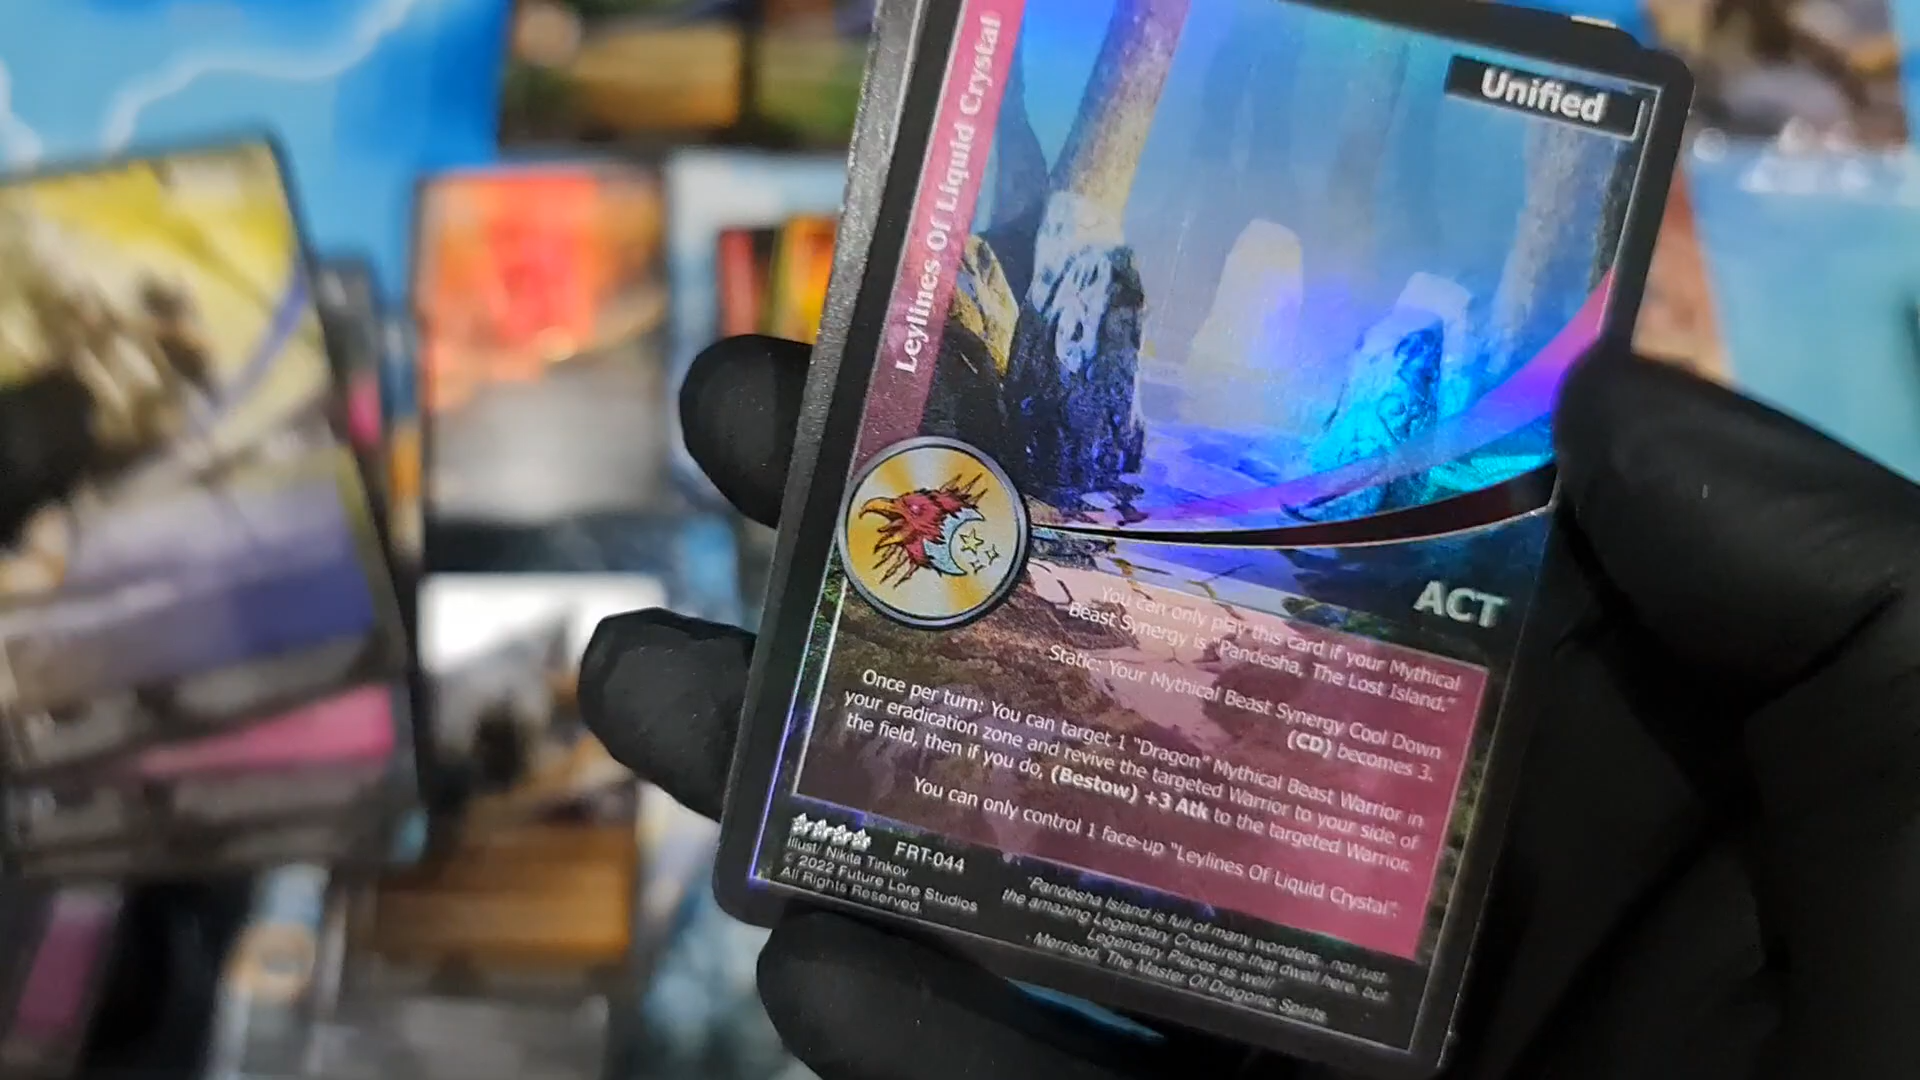 Leylines Of Liquid Crystal
Unified
ACT
You can only play this card if your Mythical
Beast Synergy is "Pandesha, The Lost Island."
Static: Your Mythical Beast Synergy Cool Down
(CD) becomes 3.
Once per turn: You can target 1 "Dragon" Mythical Beast Warrior in
your eradication zone and revive the targeted Warrior to your side of
the field, then if you do, (Bestow) +3 Atk to the targeted Warrior.
You can only control 1 face-up "Leylines Of Liquid Crystal".
FRT-044
Illust/ Nikita Tinkov
© 2022 Future Lore Studios
All Rights Reserved.
"Pandesha Island is full of many wonders.. not just
the amazing Legendary Creatures that dwell here, but
Legendary Places as well!"
- Merrisod, The Master Of Dragonic Spirits